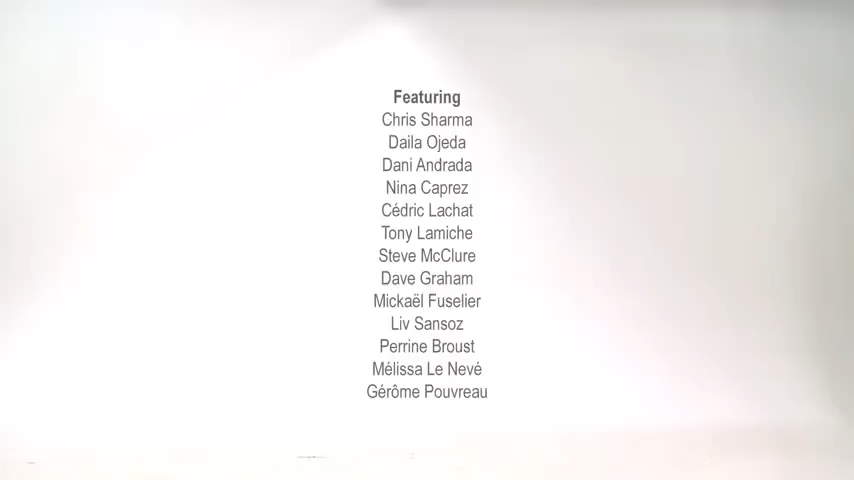 Featuring
Chris Sharma
Daila Ojeda
Dani Andrada
Nina Caprez
Cédric Lachat
Tony Lamiche
Steve McClure
Dave Graham
Mickaël Fuselier
Liv Sansoz
Perrine Broust
Mélissa Le Nevé
Gérôme Pouvreau